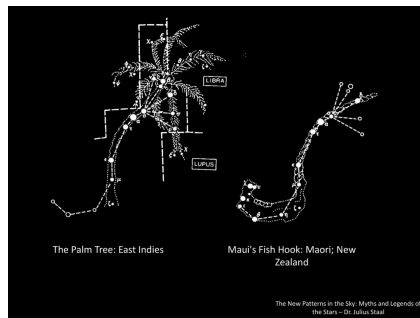 LIBRA
LUPUS
The Palm Tree: East Indies
Maui's Fish Hook: Maori; New
Zealand
The New Patterns in the Sky: Myths and Legends of
the Stars – Dr. Julius Staal